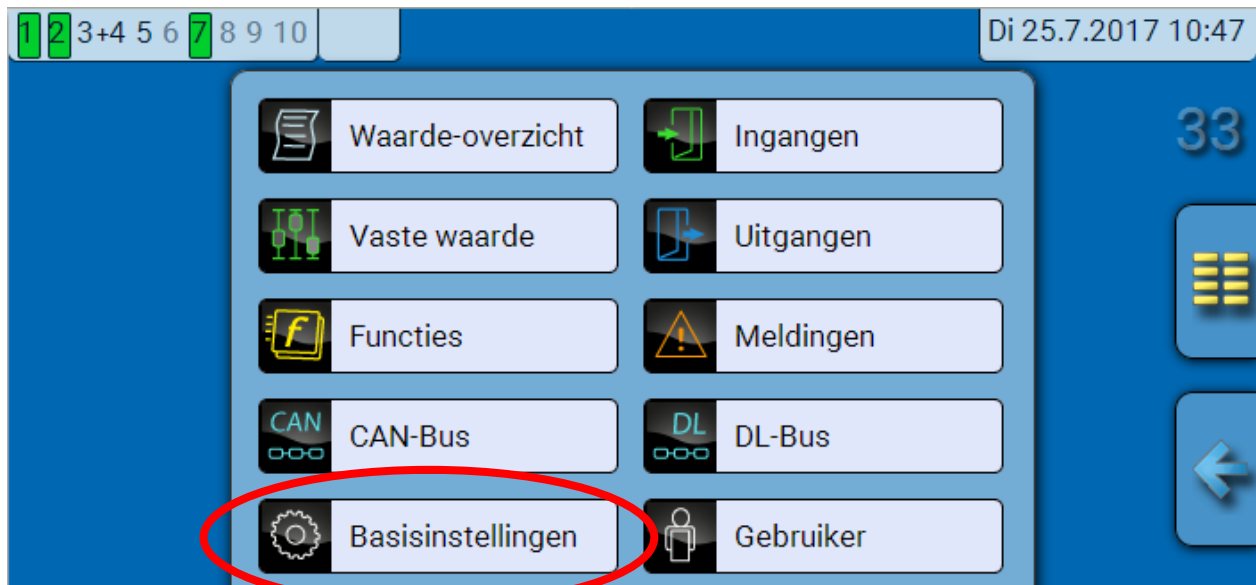 1 2 3+4 5 6 7 8 9 10
Di 25.7.2017 10:47
33
Waarde-overzicht
Ingangen
Vaste waarde
Uitgangen
f Functies
Meldingen
CAN CAN-Bus
DL DL-Bus
Basisinstellingen
Gebruiker